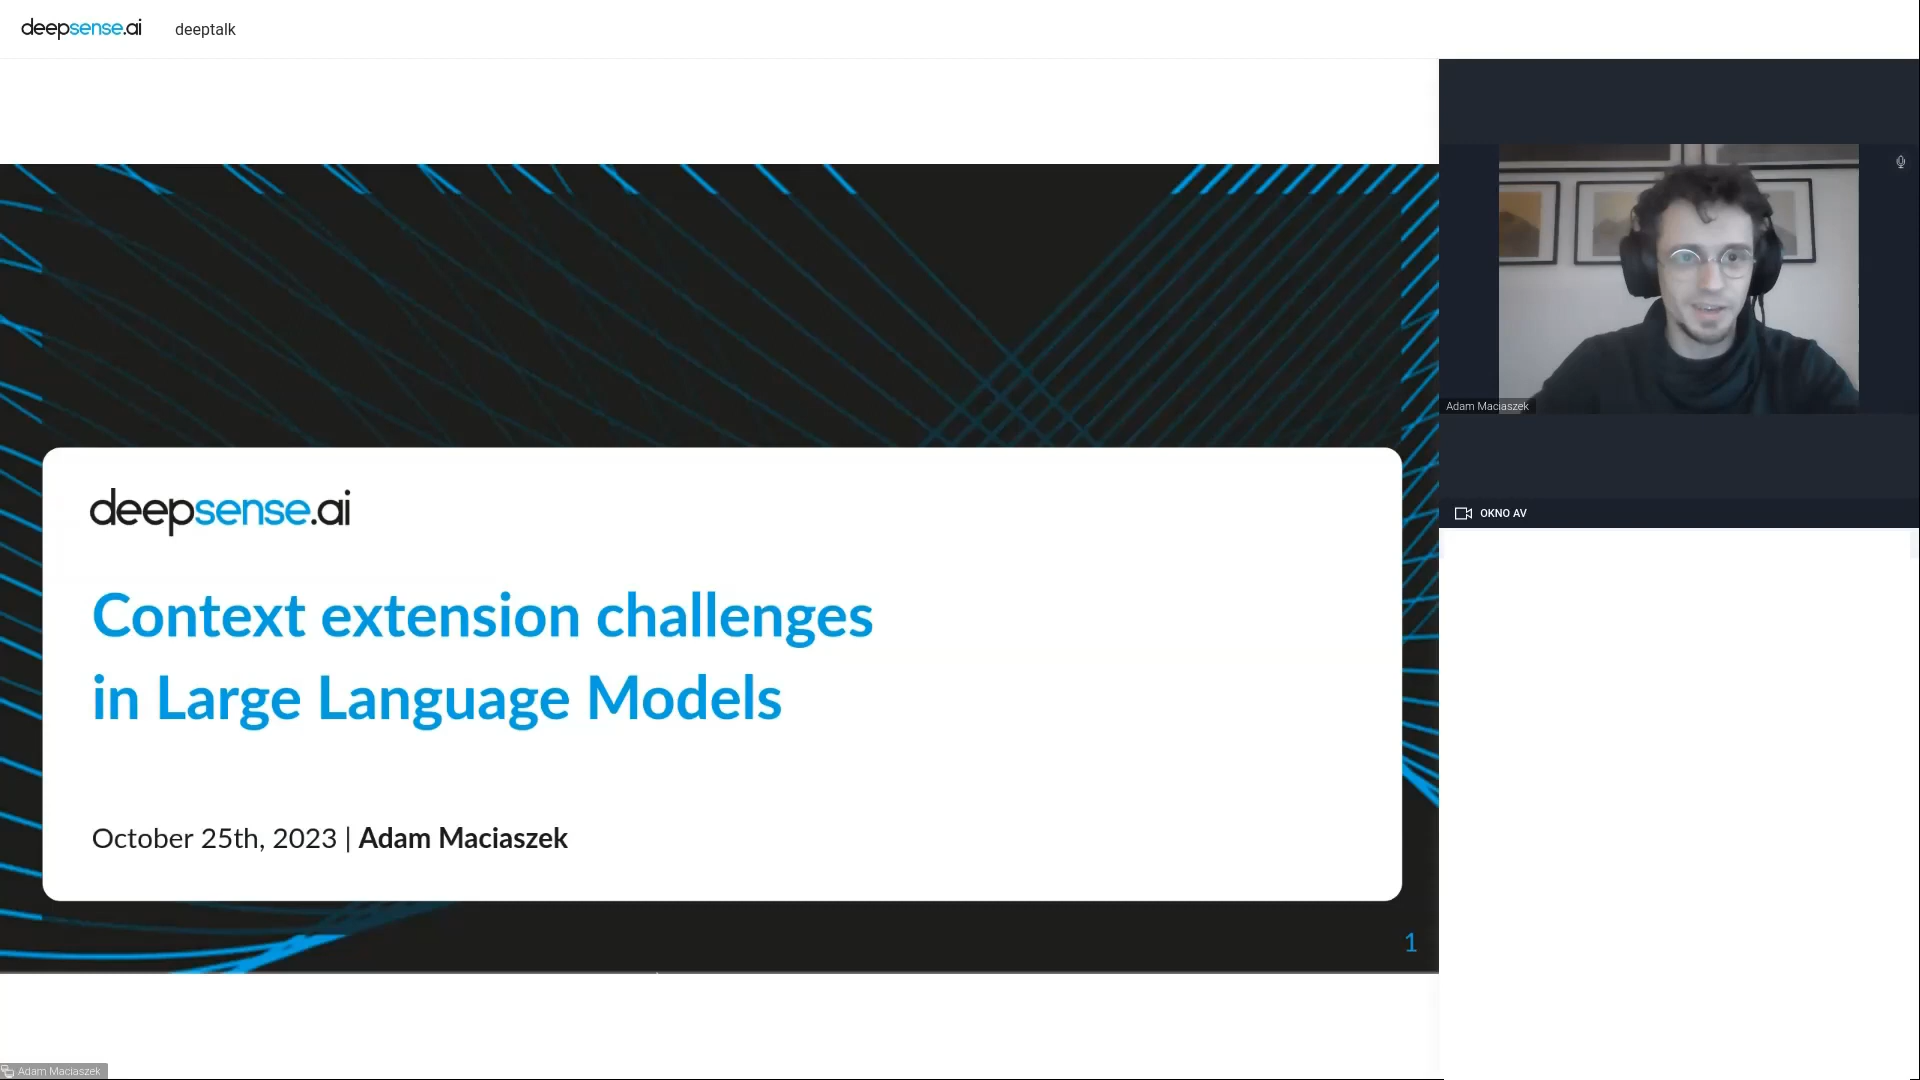 deepsense.ai
deeptalk
Adam Maciaszek
OKNO AV
deepsense.ai
Context extension challenges
in Large Language Models
October 25th, 2023 | Adam Maciaszek
1
Adam Maciaszek